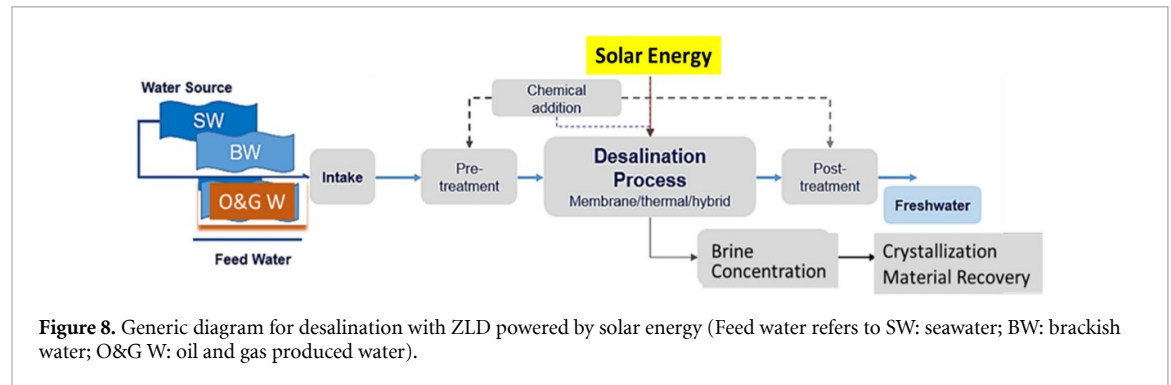 Solar Energy
Water Source
Chemical
addition
SW
BW
O&G W
Feed Water
Intake
Pre-
treatment
Desalination
Process
Membrane/thermal/hybrid
Post-
treatment
Freshwater
Brine
Concentration
Crystallization
Material Recovery
Figure 8. Generic diagram for desalination with ZLD powered by solar energy (Feed water refers to SW: seawater; BW: brackish
water; O&G W: oil and gas produced water).